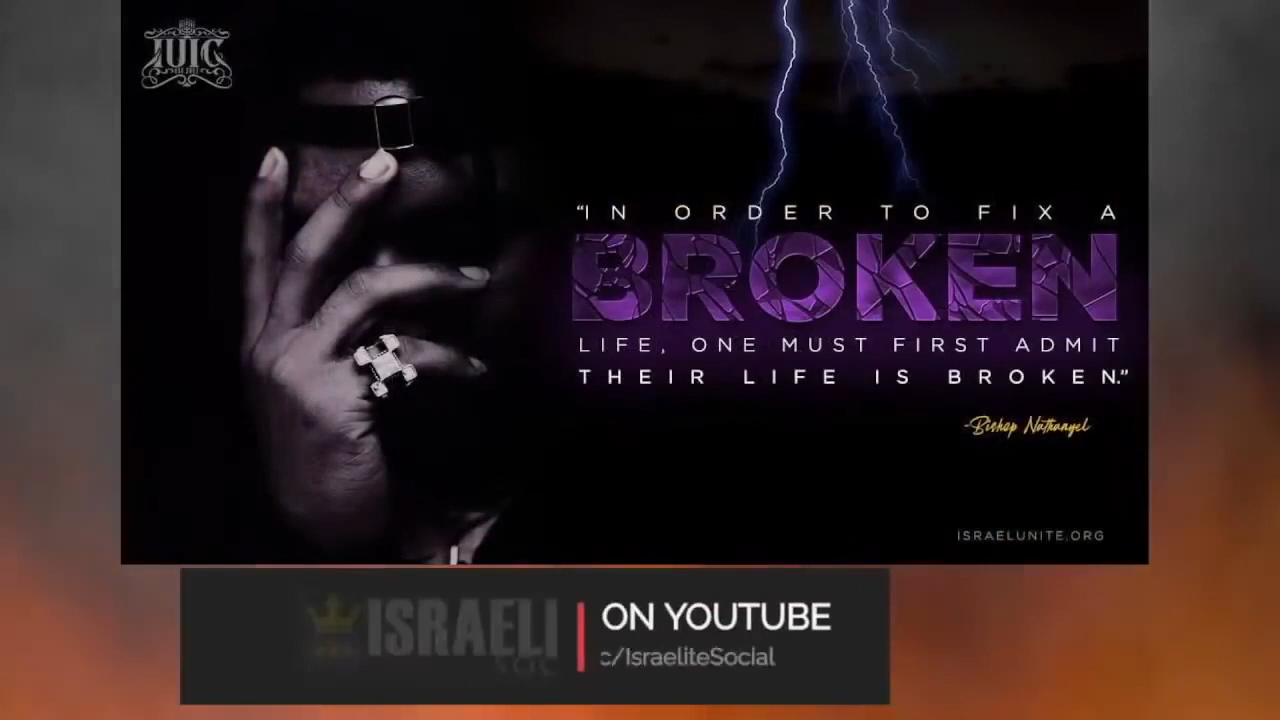 IUIC
“IN ORDER TO FIX A
BROKEN
LIFE, ONE MUST FIRST ADMIT
THEIR LIFE IS BROKEN.”
-Bishop Nathanyel
ISRAELUNITE.ORG
ISRAELI
ON YOUTUBE
c/IsraeliteSocial